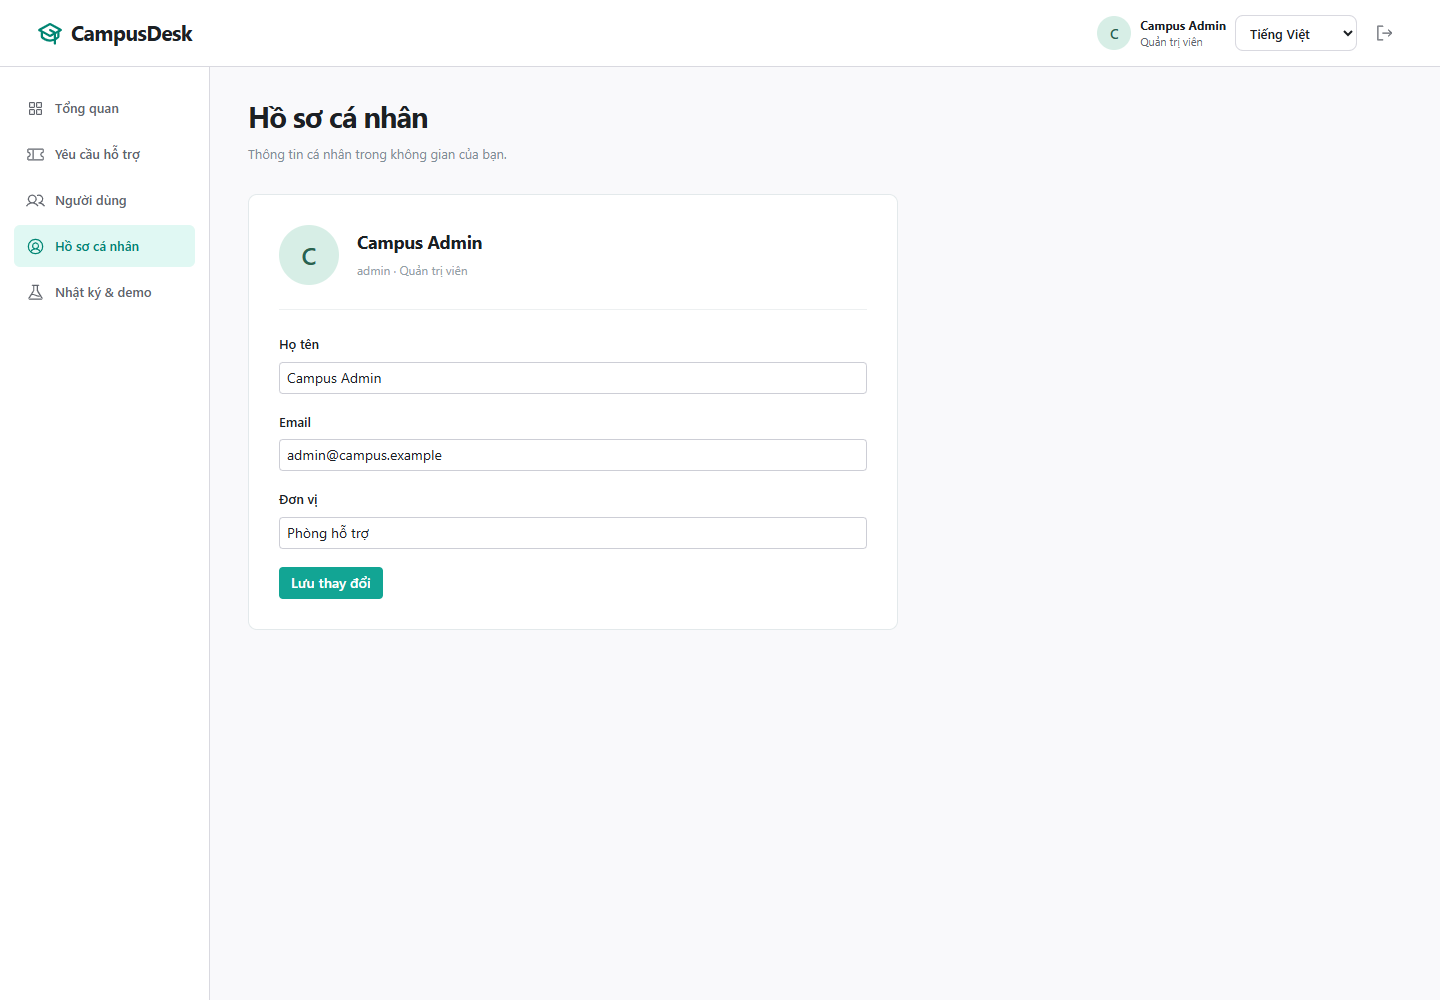 CampusDesk
C
Campus Admin
Quản trị viên
Tiếng Việt
Tổng quan
Yêu cầu hỗ trợ
Người dùng
Hồ sơ cá nhân
Nhật ký & demo
Hồ sơ cá nhân
Thông tin cá nhân trong không gian của bạn.
C
Campus Admin
admin · Quản trị viên
Họ tên
Campus Admin
Email
admin@campus.example
Đơn vị
Phòng hỗ trợ
Lưu thay đổi